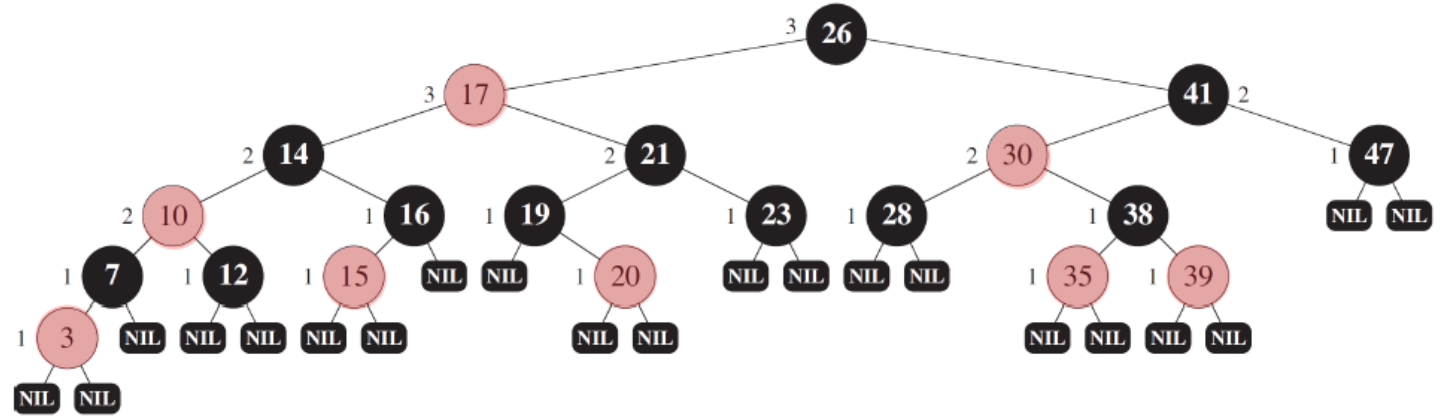 3 26
3 17 41 2
2 14 2 21 2 30 1 47
2 10 1 16 1 19 1 23 1 28 1 38 NIL NIL
1 7 1 12 1 15 NIL NIL 1 20 NIL NIL NIL NIL 1 35 1 39
1 3 NIL NIL NIL NIL NIL NIL NIL NIL NIL NIL NIL
NIL NIL